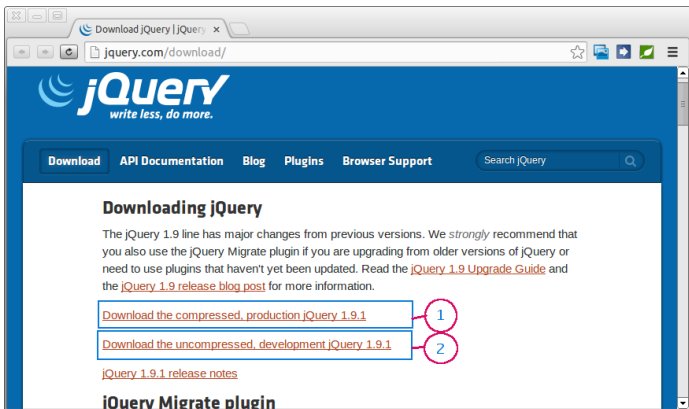 Download jQuery | jQuery
jquery.com/download/
jQuery
write less, do more.
Download API Documentation Blog Plugins Browser Support Search jQuery
Downloading jQuery
The jQuery 1.9 line has major changes from previous versions. We strongly recommend that
you also use the jQuery Migrate plugin if you are upgrading from older versions of jQuery or
need to use plugins that haven't yet been updated. Read the jQuery 1.9 Upgrade Guide and
the jQuery 1.9 release blog post for more information.
Download the compressed, production jQuery 1.9.1
1
Download the uncompressed, development jQuery 1.9.1
2
jQuery 1.9.1 release notes
jQuery Migrate plugin